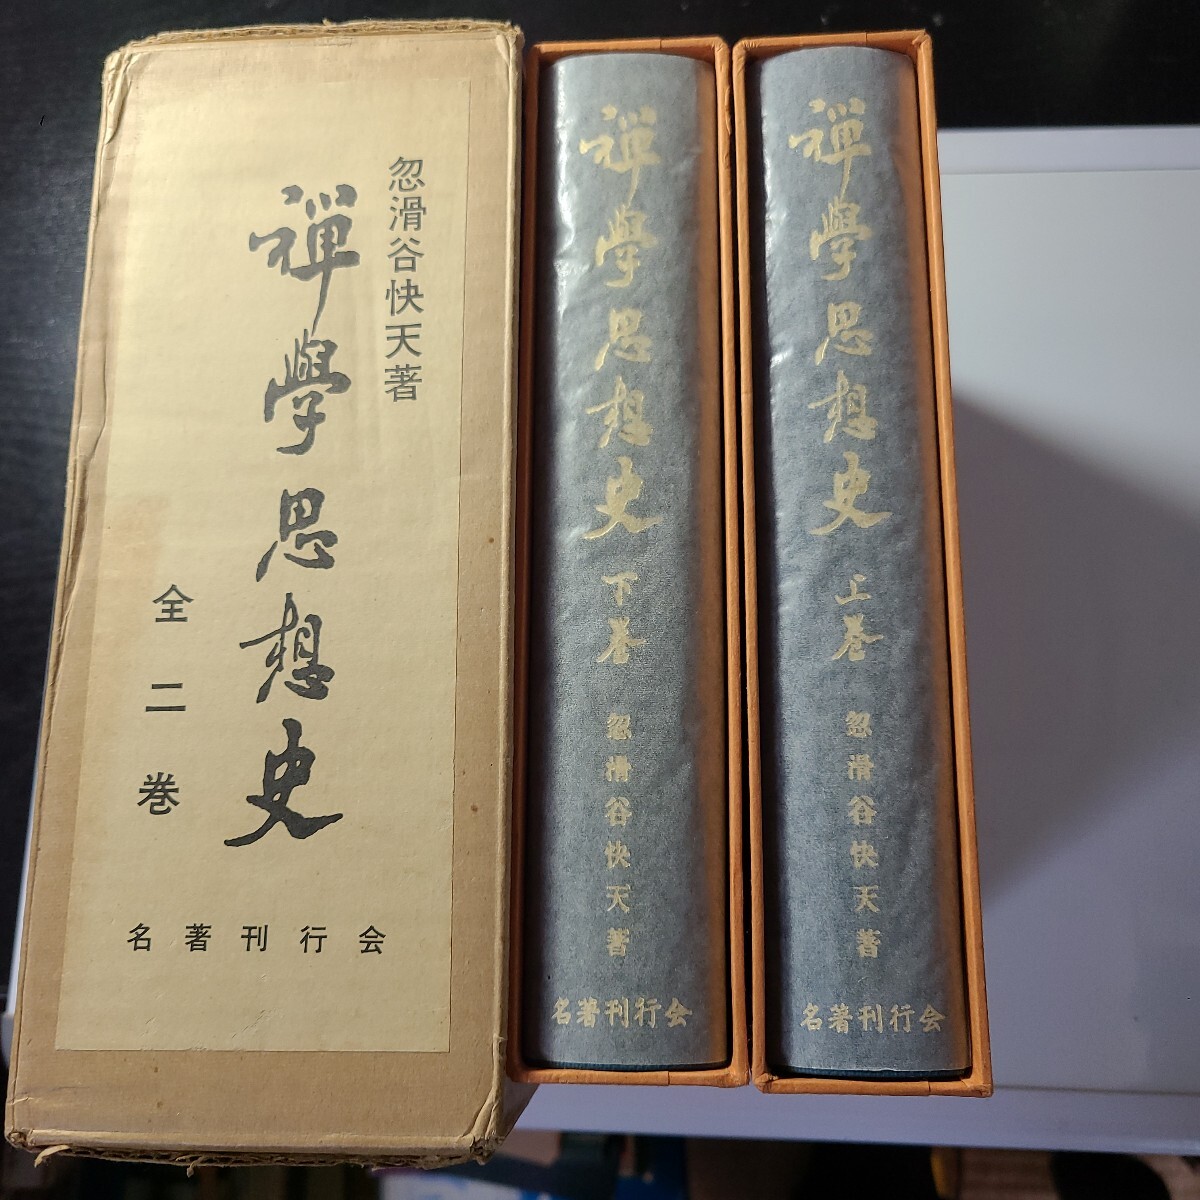 忽滑谷快天著
禅學思想史
全二巻
名著刊行会
禅學思想史 下巻 忽滑谷快天著
名著刊行会
禅學思想史 上巻 忽滑谷快天著
名著刊行会